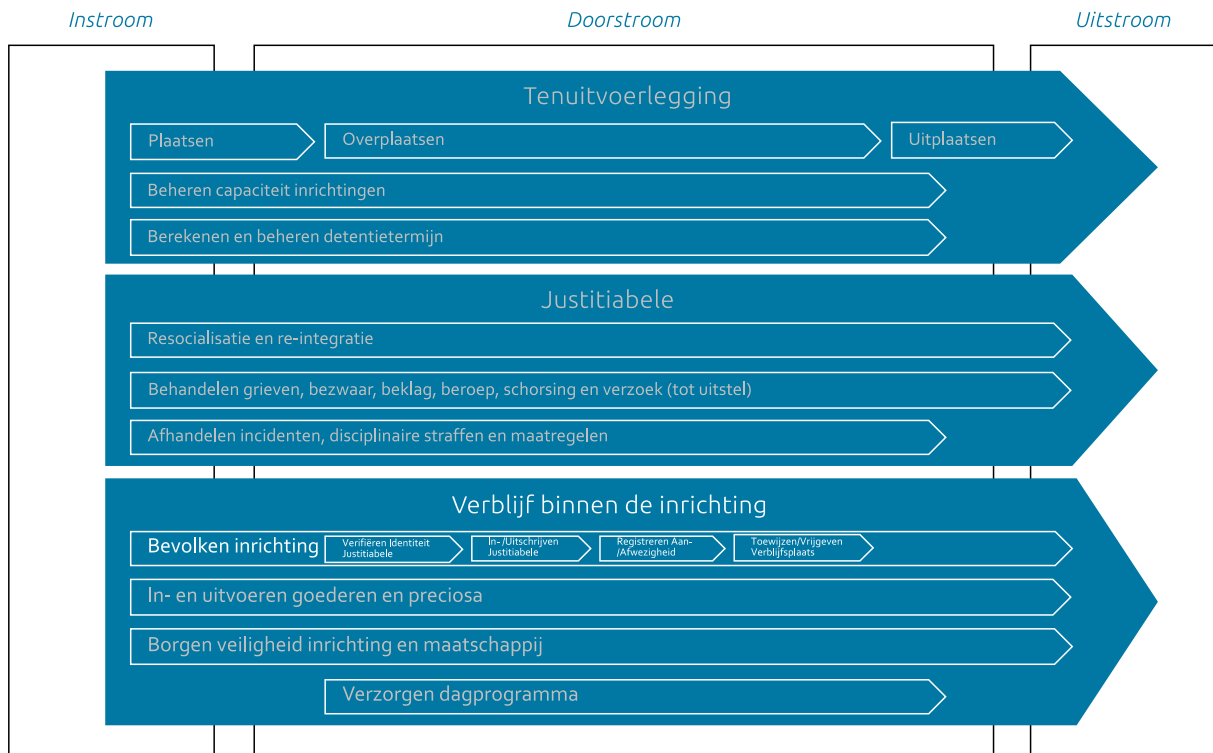 Instroom
Doorstroom
Uitstroom
Tenuitvoerlegging
Plaatsen
Overplaatsen
Uitplaatsen
Beheren capaciteit inrichtingen
Berekenen en beheren detentietermijn
Justitiabele
Resocialisatie en re-integratie
Behandelen grieven, bezwaar, beklag, beroep, schorsing en verzoek (tot uitstel)
Afhandelen incidenten, disciplinaire straffen en maatregelen
Verblijf binnen de inrichting
Bevolken inrichting
Verifiëren Identiteit
Justitiabele
In-/Uitschrijven
Justitiabele
Registreren Aan-
/Afwezigheid
Toewijzen/Vrijgeven
Verblijfsplaats
In- en uitvoeren goederen en preciosa
Borgen veiligheid inrichting en maatschappij
Verzorgen dagprogramma